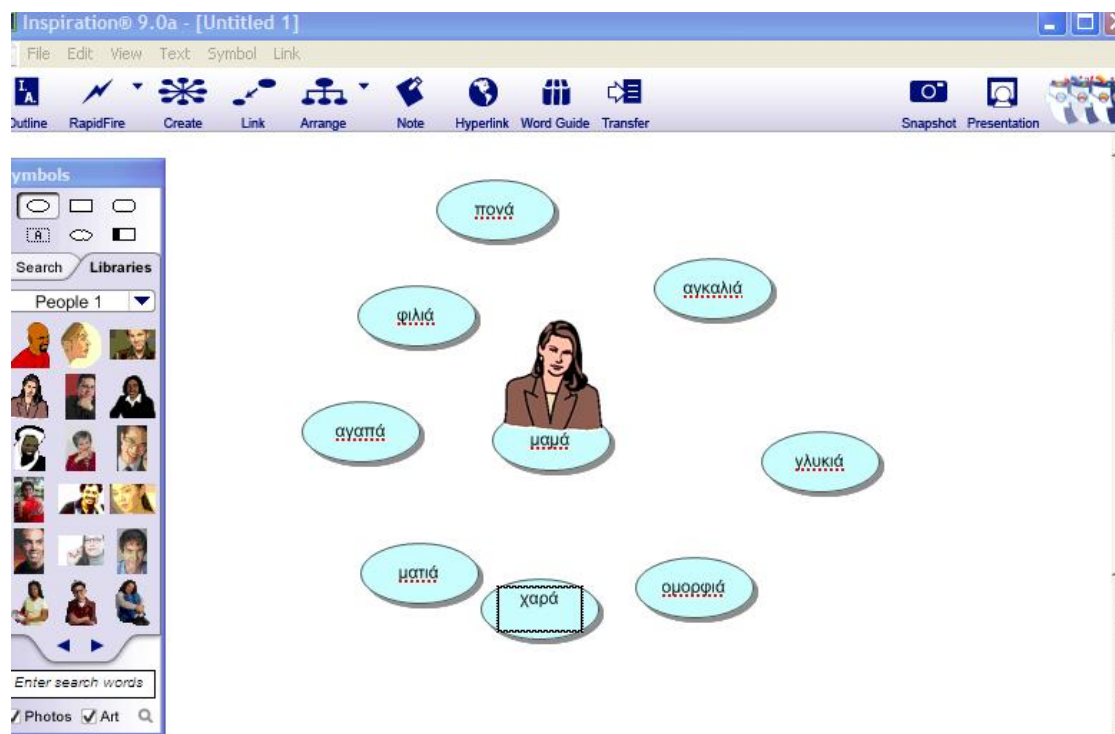 Inspiration® 9.0a - [Untitled 1]
File Edit View Text Symbol Link
Outline RapidFire Create Link Arrange Note Hyperlink Word Guide Transfer Snapshot Presentation
ymbols
Search Libraries
People 1
Enter search words
Photos Art
πονά
αγκαλιά
φιλιά
αγαπά
μαμά
γλυκιά
ματιά
χαρά
ομορφιά